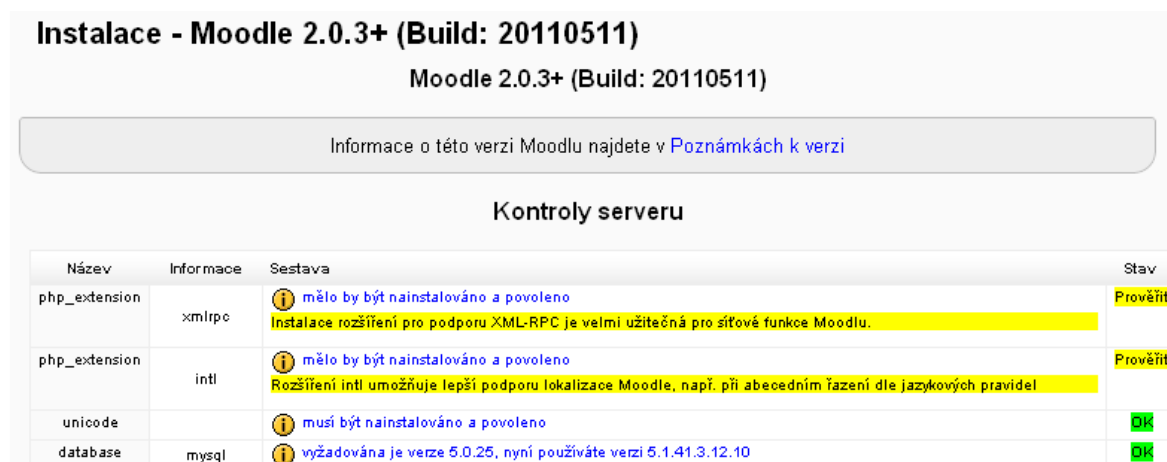 Instalace - Moodle 2.0.3+ (Build: 20110511)
Moodle 2.0.3+ (Build: 20110511)
Informace o této verzi Moodlu najdete v Poznámkách k verzi
Kontroly serveru
Název Informace Sestava Stav
php_extension xmlrpc mělo by být nainstalováno a povoleno Prověřit
Instalace rozšíření pro podporu XML-RPC je velmi užitečná pro síťové funkce Moodlu.
php_extension intl mělo by být nainstalováno a povoleno Prověřit
Rozšíření intl umožňuje lepší podporu lokalizace Moodle, např. při abecedním řazení dle jazykových pravidel
unicode musí být nainstalováno a povoleno OK
database mysql vyžadována je verze 5.0.25, nyní používáte verzi 5.1.41.3.12.10 OK